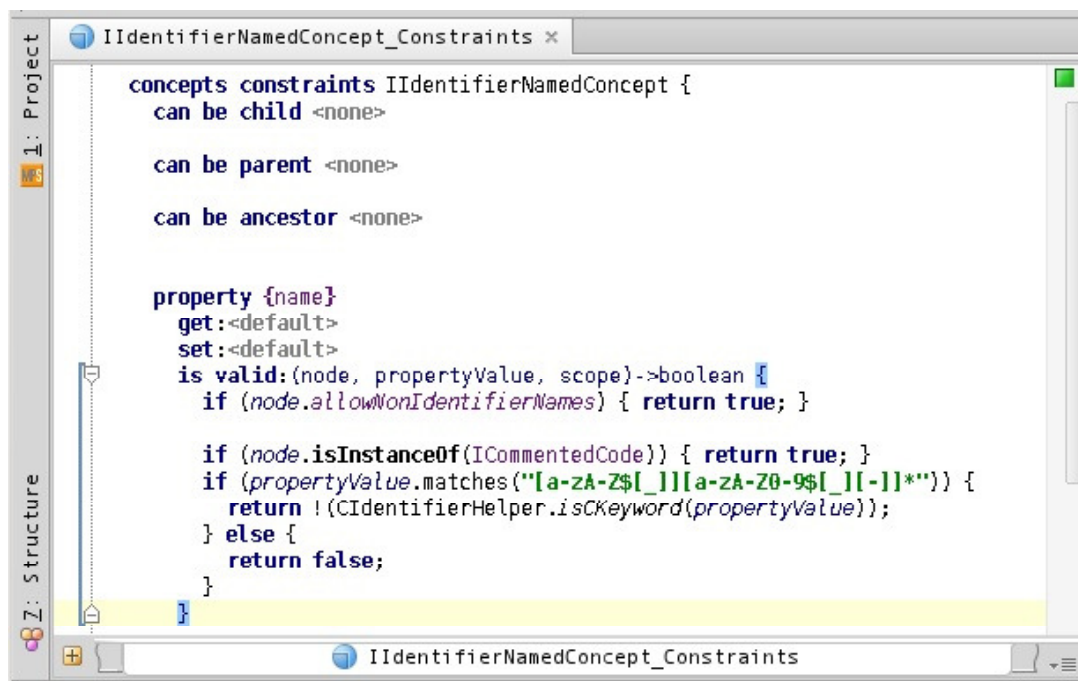 IIdentifierNamedConcept_Constraints ×
1: Project
MPS
7: Structure
concepts constraints IIdentifierNamedConcept {
can be child <none>
can be parent <none>
can be ancestor <none>
property {name}
get:<default>
set:<default>
is valid:(node, propertyValue, scope)->boolean {
if (node.allowNonIdentifierNames) { return true; }
if (node.isInstanceOf(ICommentedCode)) { return true; }
if (propertyValue.matches("[a-zA-Z$[_]][a-zA-Z0-9$[_][-]]*")) {
return !(CIdentifierHelper.isCKeyword(propertyValue));
} else {
return false;
}
}
IIdentifierNamedConcept_Constraints